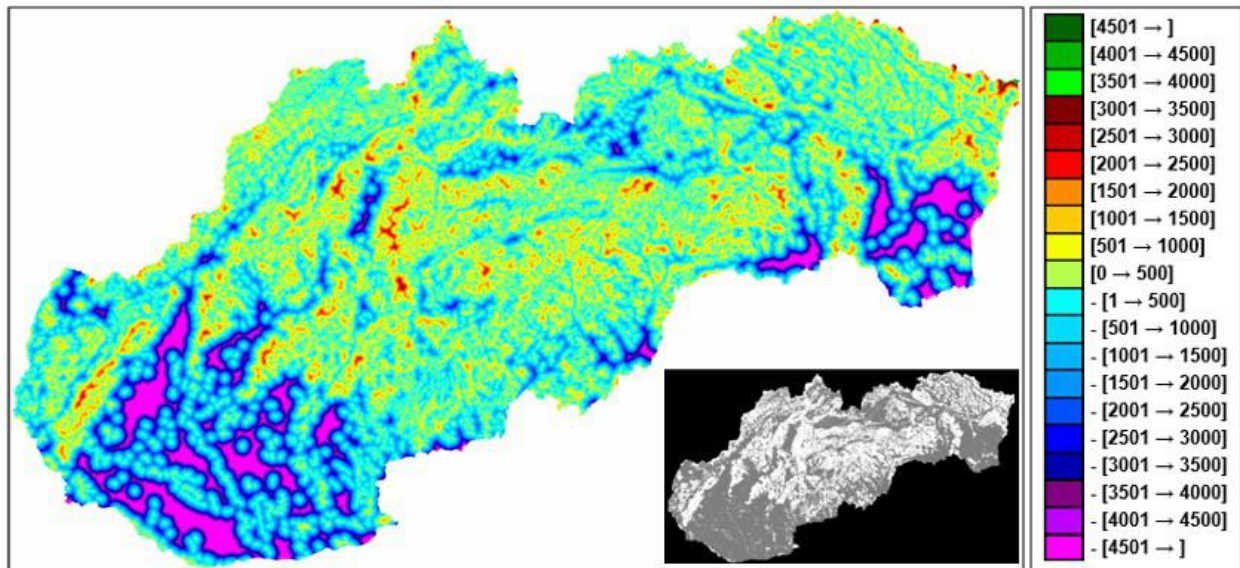 [4501 → ]
[4001 → 4500]
[3501 → 4000]
[3001 → 3500]
[2501 → 3000]
[2001 → 2500]
[1501 → 2000]
[1001 → 1500]
[501 → 1000]
[0 → 500]
- [1 → 500]
- [501 → 1000]
- [1001 → 1500]
- [1501 → 2000]
- [2001 → 2500]
- [2501 → 3000]
- [3001 → 3500]
- [3501 → 4000]
- [4001 → 4500]
- [4501 → ]